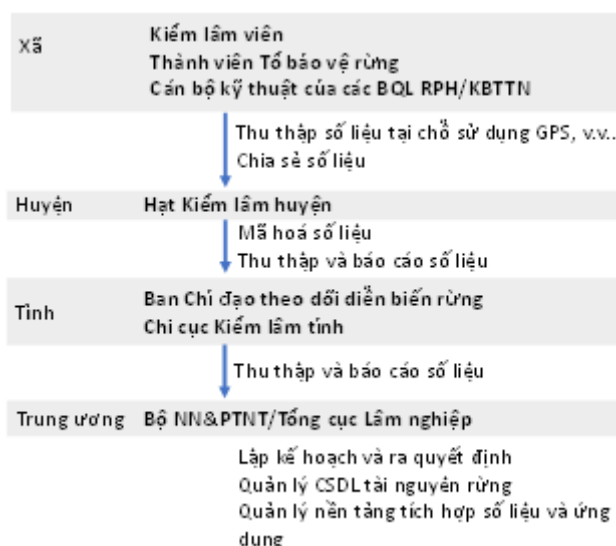 Xã
Kiểm lâm viên
Thành viên Tổ bảo vệ rừng
Cán bộ kỹ thuật của các BQL RPH/KBTTN
Thu thập số liệu tại chỗ sử dụng GPS, v.v..
Chia sẻ số liệu
Huyện Hạt Kiểm lâm huyện
Mã hoá số liệu
Thu thập và báo cáo số liệu
Tỉnh
Ban Chỉ đạo theo dõi diễn biến rừng
Chi cục Kiểm lâm tỉnh
Thu thập và báo cáo số liệu
Trung ương Bộ NN&PTNT/Tổng cục Lâm nghiệp
Lập kế hoạch và ra quyết định
Quản lý CSDL tài nguyên rừng
Quản lý nền tảng tích hợp số liệu và ứng
dụng